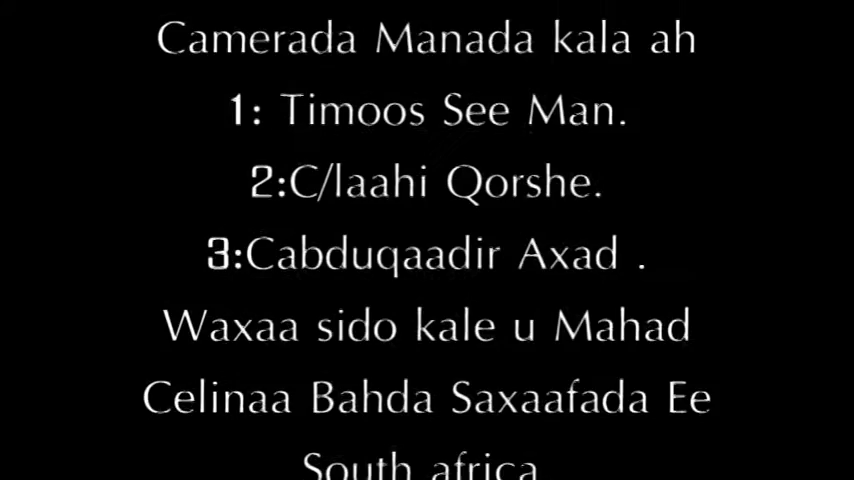 Camerada Manada kala ah
1: Timoos See Man.
2:C/laahi Qorshe.
3:Cabduqaadir Axad .
Waxaa sido kale u Mahad
Celinaa Bahda Saxaafada Ee
South africa